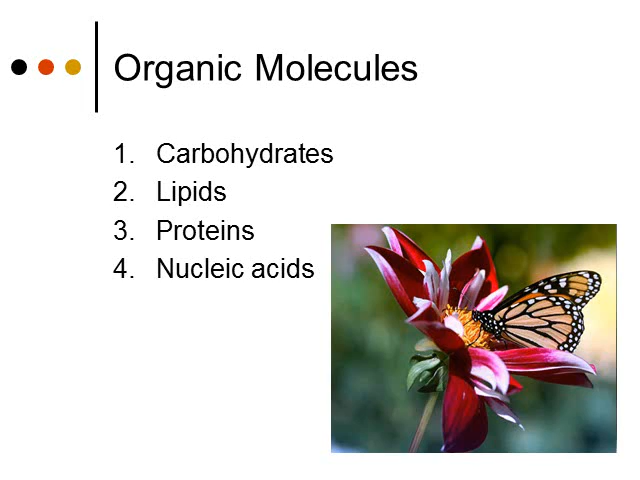 Organic Molecules
1. Carbohydrates
2. Lipids
3. Proteins
4. Nucleic acids